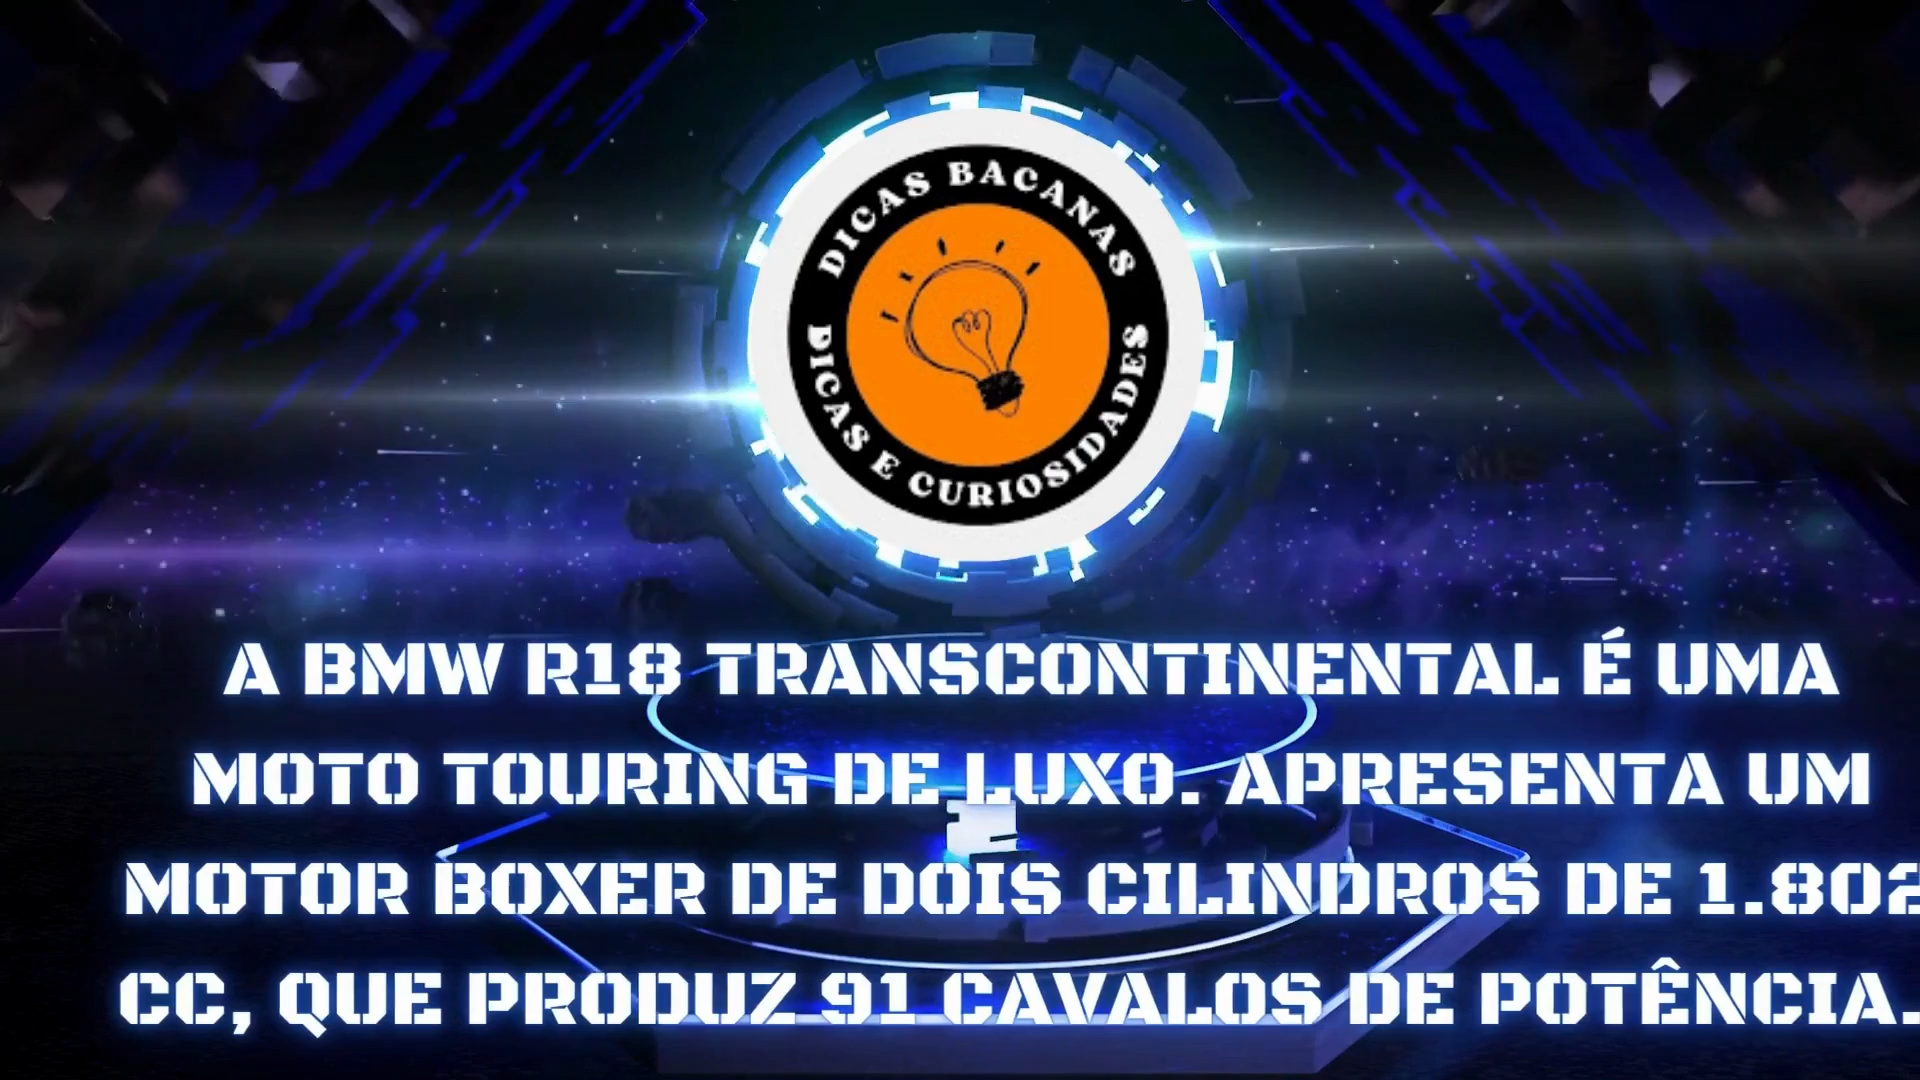 DICAS BACANAS
DICAS E CURIOSIDADES
A BMW R18 TRANSCONTINENTAL É UMA
MOTO TOURING DE LUXO. APRESENTA UM
MOTOR BOXER DE DOIS CILINDROS DE 1.802
CC, QUE PRODUZ 91 CAVALOS DE POTÊNCIA.